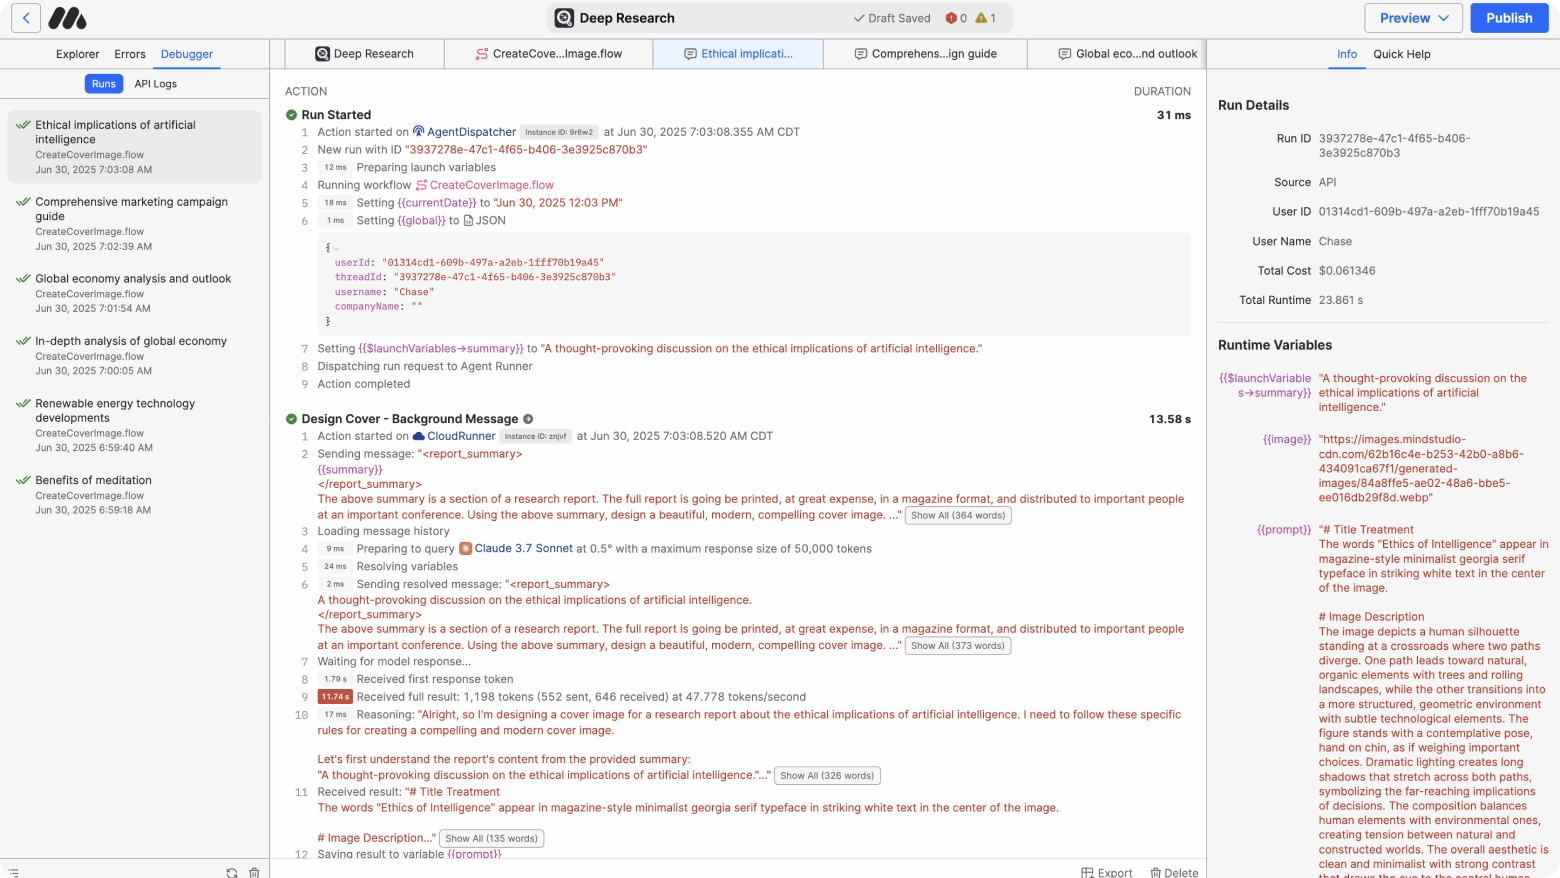 Deep Research
Draft Saved
0
1
Preview
Publish
Explorer
Errors
Debugger
Deep Research
CreateCove...Image.flow
Ethical implicati...
Comprehens...ign guide
Global eco...nd outlook
Info
Quick Help
Runs
API Logs
Ethical implications of artificial
intelligence
CreateCoverImage.flow
Jun 30, 2025 7:03:08 AM
Comprehensive marketing campaign
guide
CreateCoverImage.flow
Jun 30, 2025 7:02:39 AM
Global economy analysis and outlook
CreateCoverImage.flow
Jun 30, 2025 7:01:54 AM
In-depth analysis of global economy
CreateCoverImage.flow
Jun 30, 2025 7:00:05 AM
Renewable energy technology
developments
CreateCoverImage.flow
Jun 30, 2025 6:59:40 AM
Benefits of meditation
CreateCoverImage.flow
Jun 30, 2025 6:59:18 AM
ACTION
DURATION
Run Started
31 ms
1 Action started on AgentDispatcher Instance ID: 9r6w2 at Jun 30, 2025 7:03:08.355 AM CDT
2 New run with ID "3937278e-47c1-4f65-b406-3e3925c870b3"
3 12 ms Preparing launch variables
4 Running workflow CreateCoverImage.flow
5 18 ms Setting {{currentDate}} to "Jun 30, 2025 12:03 PM"
6 1 ms Setting {{global}} to JSON
{
userId: "01314cd1-609b-497a-a2eb-1fff70b19a45"
threadId: "3937278e-47c1-4f65-b406-3e3925c870b3"
username: "Chase"
companyName: ""
}
7 Setting {{$launchVariables→summary}} to "A thought-provoking discussion on the ethical implications of artificial intelligence."
8 Dispatching run request to Agent Runner
9 Action completed
Design Cover - Background Message
13.58 s
1 Action started on CloudRunner Instance ID: znjvf at Jun 30, 2025 7:03:08.520 AM CDT
2 Sending message: "<report_summary>
{{summary}}
</report_summary>
The above summary is a section of a research report. The full report is going be printed, at great expense, in a magazine format, and distributed to important people
at an important conference. Using the above summary, design a beautiful, modern, compelling cover image. ..." Show All (364 words)
3 Loading message history
4 9 ms Preparing to query Claude 3.7 Sonnet at 0.5° with a maximum response size of 50,000 tokens
5 24 ms Resolving variables
6 2 ms Sending resolved message: "<report_summary>
A thought-provoking discussion on the ethical implications of artificial intelligence.
</report_summary>
The above summary is a section of a research report. The full report is going be printed, at great expense, in a magazine format, and distributed to important people
at an important conference. Using the above summary, design a beautiful, modern, compelling cover image. ..." Show All (373 words)
7 Waiting for model response...
8 1.79 s Received first response token
9 11.74 s Received full result: 1,198 tokens (552 sent, 646 received) at 47.778 tokens/second
10 17 ms Reasoning: "Alright, so I'm designing a cover image for a research report about the ethical implications of artificial intelligence. I need to follow these specific
rules for creating a compelling and modern cover image.
Let's first understand the report's content from the provided summary:
"A thought-provoking discussion on the ethical implications of artificial intelligence."..." Show All (326 words)
11 Received result: "# Title Treatment
The words "Ethics of Intelligence" appear in magazine-style minimalist georgia serif typeface in striking white text in the center of the image.
# Image Description..." Show All (135 words)
12 Saving result to variable {{prompt}}
Export
Delete
Run Details
Run ID 3937278e-47c1-4f65-b406-
3e3925c870b3
Source API
User ID 01314cd1-609b-497a-a2eb-1fff70b19a45
User Name Chase
Total Cost $0.061346
Total Runtime 23.861 s
Runtime Variables
{{$launchVariable "A thought-provoking discussion on the
s→summary}} ethical implications of artificial
intelligence."
{{image}} "https://images.mindstudio-
cdn.com/62b16c4e-b253-42b0-a8b6-
434091ca67f1/generated-
images/84a8ffe5-ae02-48a6-bbe5-
ee016db29f8d.webp"
{{prompt}} "# Title Treatment
The words "Ethics of Intelligence" appear in
magazine-style minimalist georgia serif
typeface in striking white text in the center
of the image.
# Image Description
The image depicts a human silhouette
standing at a crossroads where two paths
diverge. One path leads toward natural,
organic elements with trees and rolling
landscapes, while the other transitions into
a more structured, geometric environment
with subtle technological elements. The
figure stands with a contemplative pose,
hand on chin, as if weighing important
choices. Dramatic lighting creates long
shadows that stretch across both paths,
symbolizing the far-reaching implications
of decisions. The composition balances
human elements with environmental ones,
creating tension between natural and
constructed worlds. The overall aesthetic is
clean and minimalist with strong contrast
that draws the eye to the central human